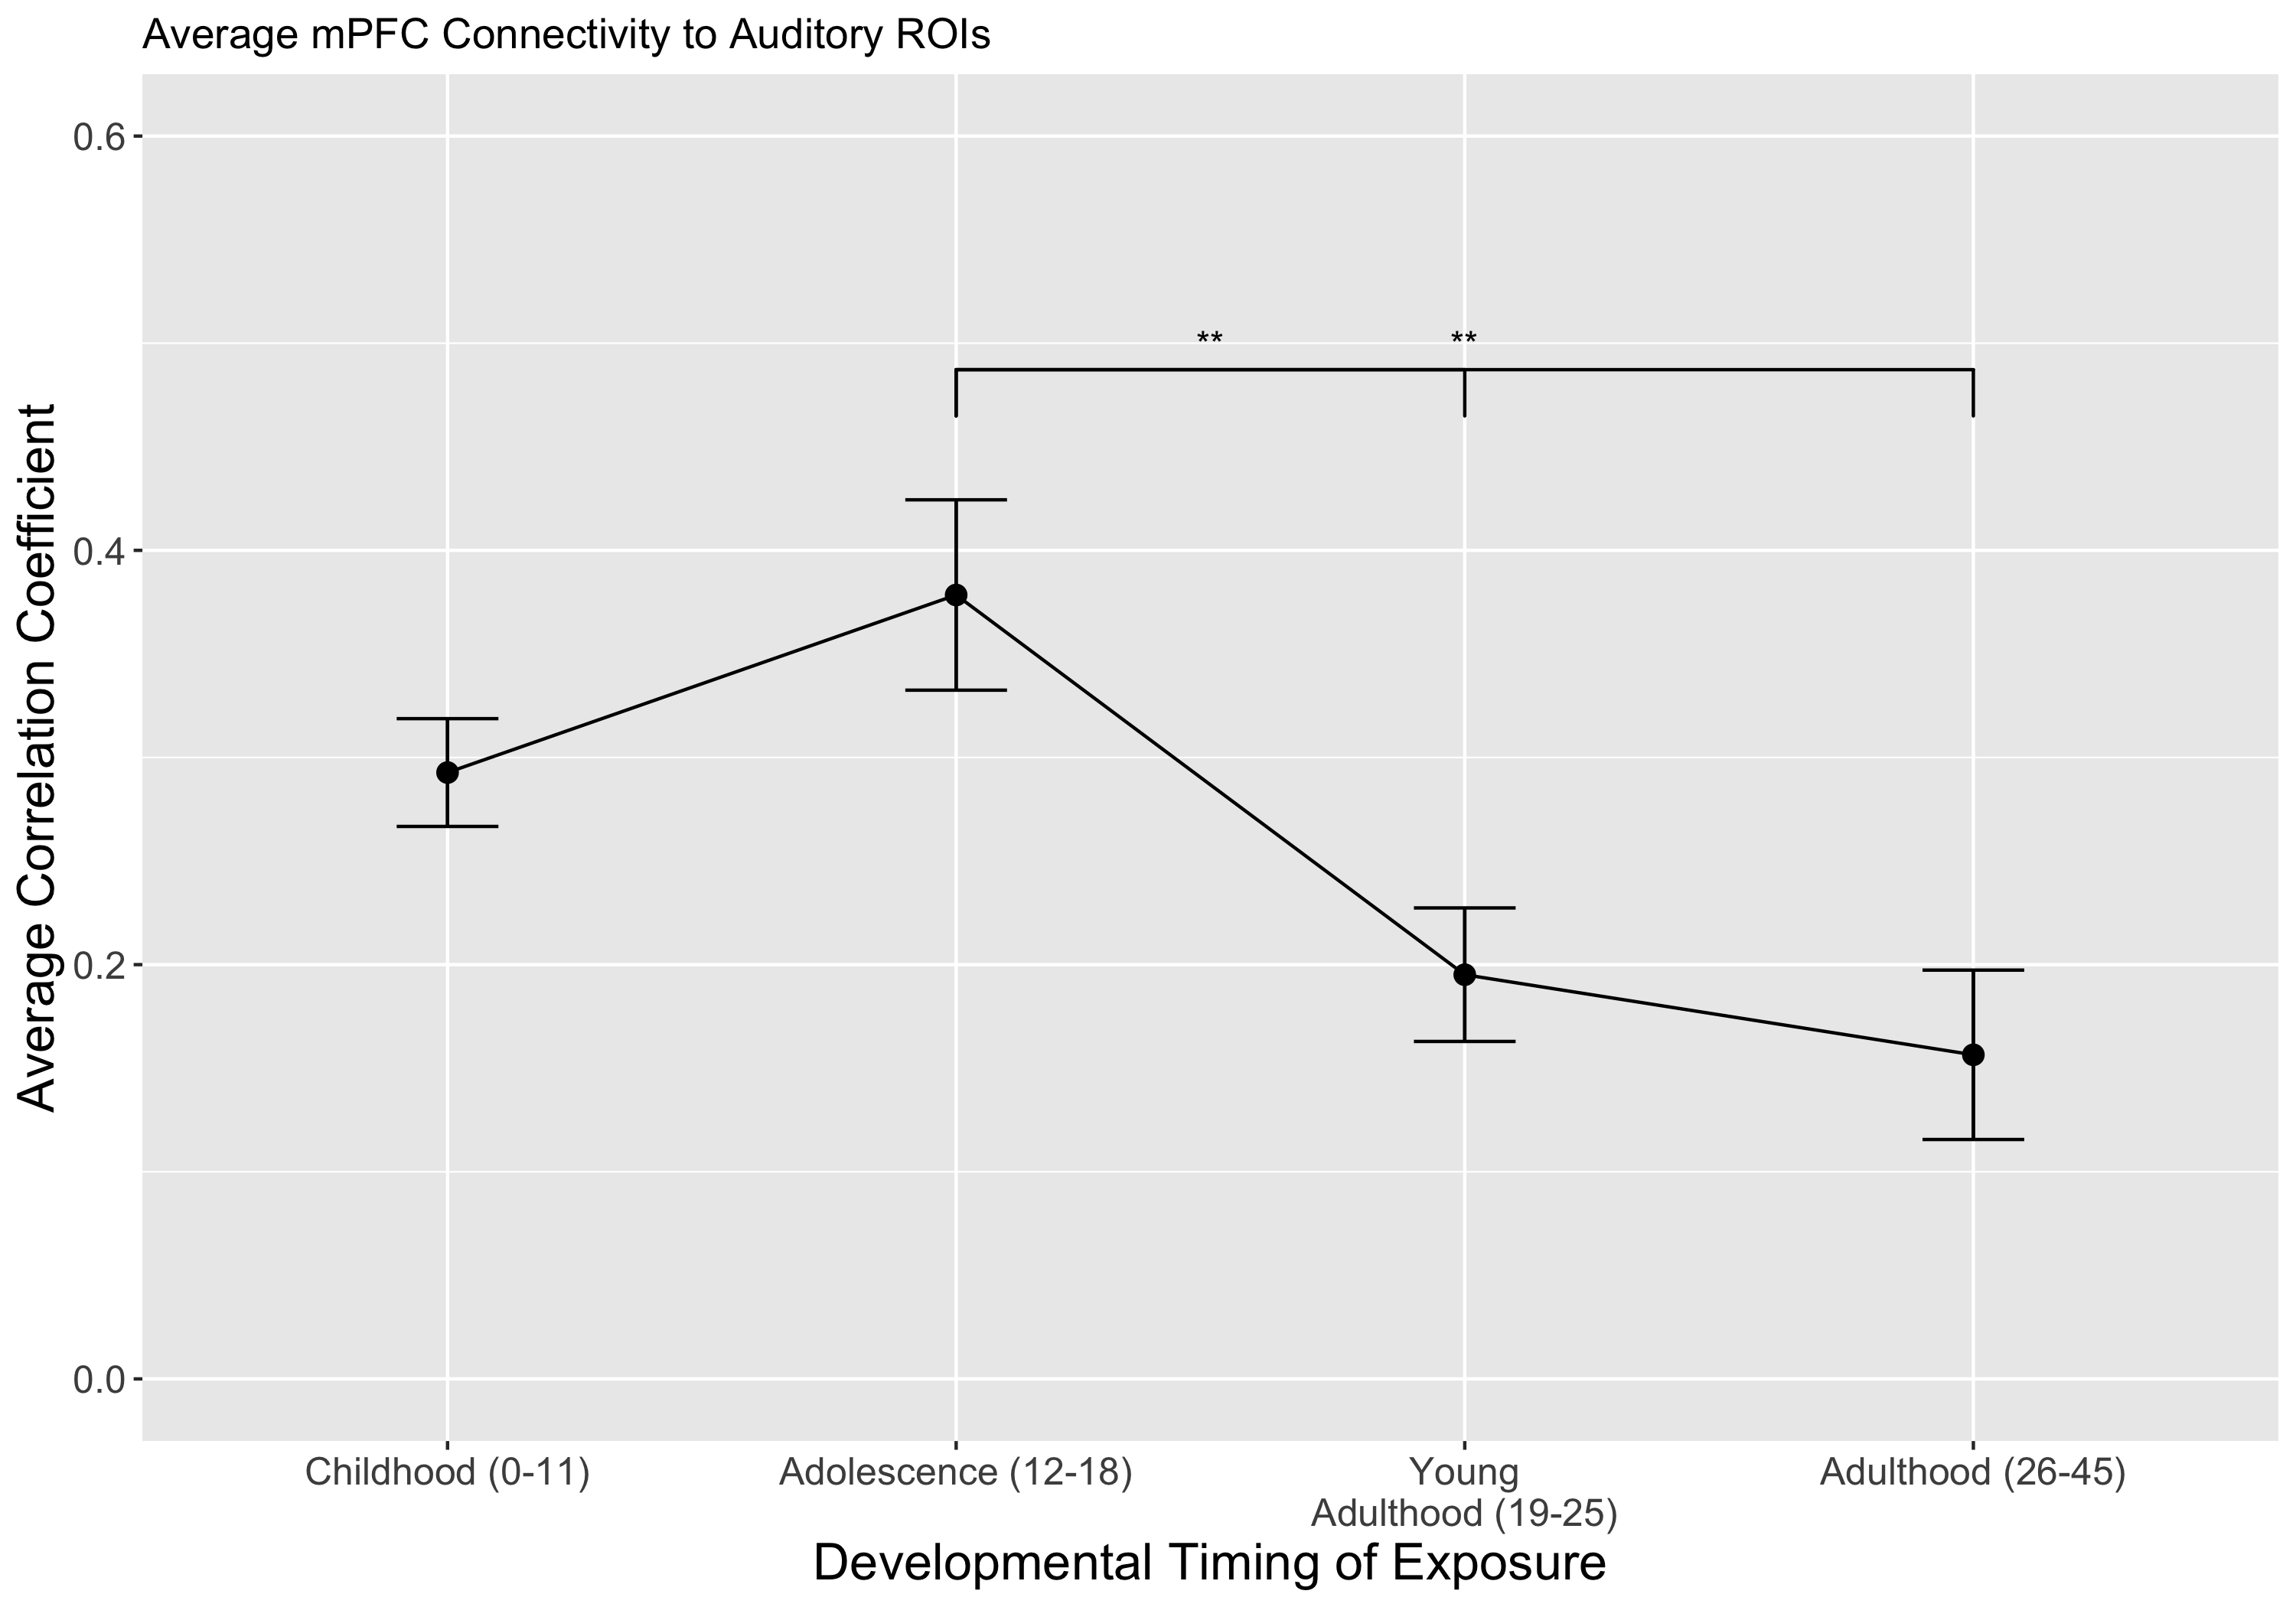 Average mPFC Connectivity to Auditory ROIs
Average Correlation Coefficient
0.6
0.4
0.2
0.0
** **
Childhood (0-11) Adolescence (12-18) Young Adulthood (26-45)
Adulthood (19-25)
Developmental Timing of Exposure